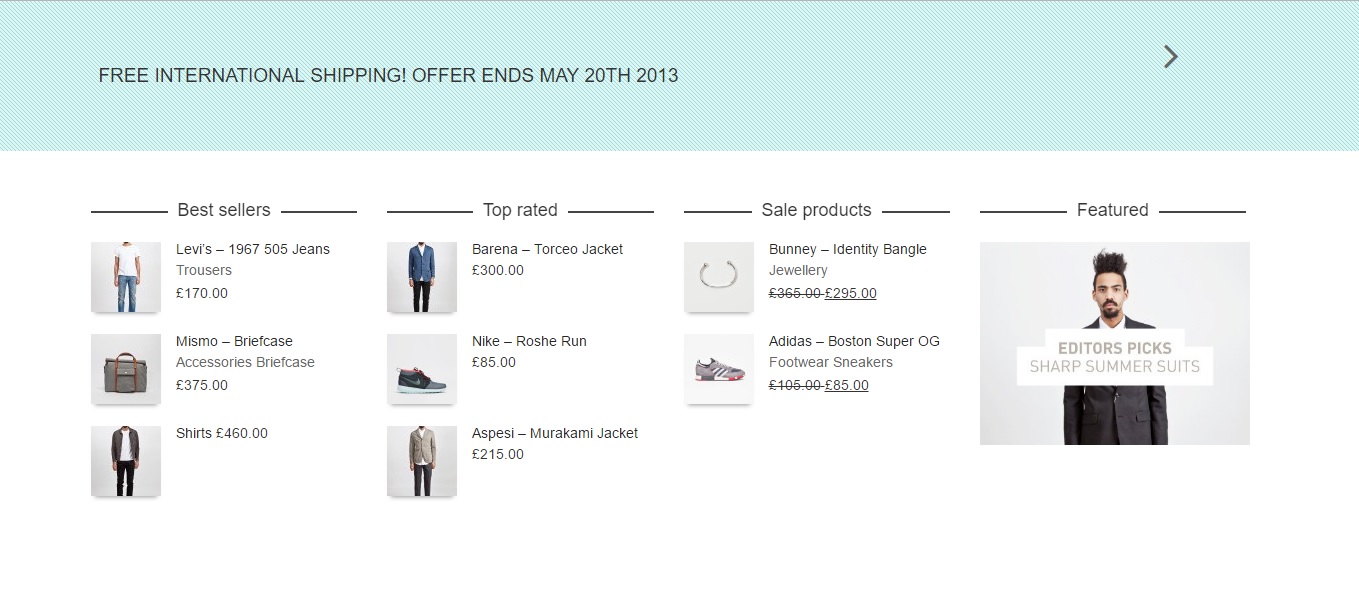 FREE INTERNATIONAL SHIPPING! OFFER ENDS MAY 20TH 2013
Best sellers
Levi’s – 1967 505 Jeans
Trousers
£170.00
Mismo – Briefcase
Accessories Briefcase
£375.00
Shirts £460.00
Top rated
Barena – Torceo Jacket
£300.00
Nike – Roshe Run
£85.00
Aspesi – Murakami Jacket
£215.00
Sale products
Bunney – Identity Bangle
Jewellery
£365.00 £295.00
Adidas – Boston Super OG
Footwear Sneakers
£105.00 £85.00
Featured
EDITORS PICKS
SHARP SUMMER SUITS